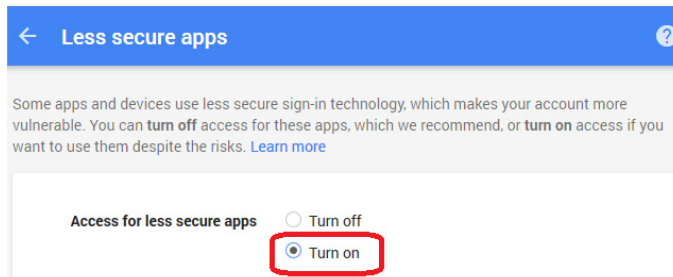 Less secure apps
Some apps and devices use less secure sign-in technology, which makes your account more
vulnerable. You can turn off access for these apps, which we recommend, or turn on access if you
want to use them despite the risks. Learn more
Access for less secure apps
Turn off
Turn on